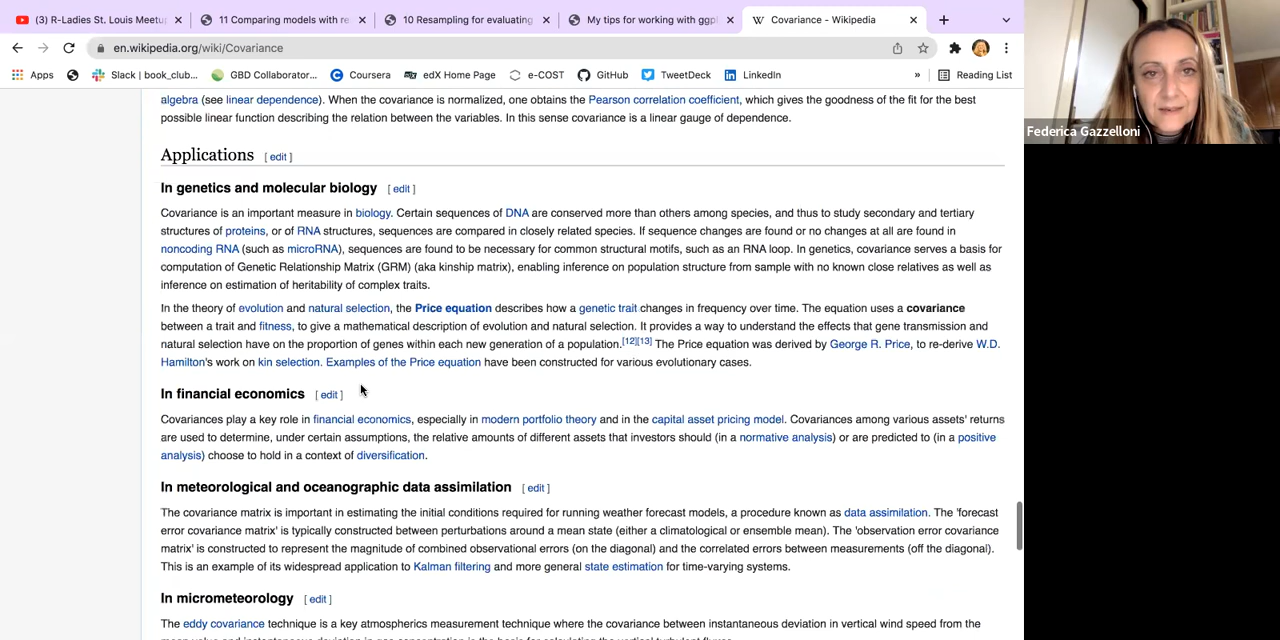 (3) R-Ladies St. Louis Meetu
11 Comparing models with re
10 Resampling for evaluating
My tips for working with ggpl
Covariance - Wikipedia
en.wikipedia.org/wiki/Covariance
Apps
Slack | book_club...
GBD Collaborator...
Coursera
edX Home Page
e-COST
GitHub
TweetDeck
LinkedIn
»
Reading List
Federica Gazzelloni
algebra (see linear dependence). When the covariance is normalized, one obtains the Pearson correlation coefficient, which gives the goodness of the fit for the best
possible linear function describing the relation between the variables. In this sense covariance is a linear gauge of dependence.
Applications [ edit ]
In genetics and molecular biology [ edit ]
Covariance is an important measure in biology. Certain sequences of DNA are conserved more than others among species, and thus to study secondary and tertiary
structures of proteins, or of RNA structures, sequences are compared in closely related species. If sequence changes are found or no changes at all are found in
noncoding RNA (such as microRNA), sequences are found to be necessary for common structural motifs, such as an RNA loop. In genetics, covariance serves a basis for
computation of Genetic Relationship Matrix (GRM) (aka kinship matrix), enabling inference on population structure from sample with no known close relatives as well as
inference on estimation of heritability of complex traits.
In the theory of evolution and natural selection, the Price equation describes how a genetic trait changes in frequency over time. The equation uses a covariance
between a trait and fitness, to give a mathematical description of evolution and natural selection. It provides a way to understand the effects that gene transmission and
natural selection have on the proportion of genes within each new generation of a population.[12][13] The Price equation was derived by George R. Price, to re-derive W.D.
Hamilton's work on kin selection. Examples of the Price equation have been constructed for various evolutionary cases.
In financial economics [ edit ]
Covariances play a key role in financial economics, especially in modern portfolio theory and in the capital asset pricing model. Covariances among various assets' returns
are used to determine, under certain assumptions, the relative amounts of different assets that investors should (in a normative analysis) or are predicted to (in a positive
analysis) choose to hold in a context of diversification.
In meteorological and oceanographic data assimilation [ edit ]
The covariance matrix is important in estimating the initial conditions required for running weather forecast models, a procedure known as data assimilation. The 'forecast
error covariance matrix' is typically constructed between perturbations around a mean state (either a climatological or ensemble mean). The 'observation error covariance
matrix' is constructed to represent the magnitude of combined observational errors (on the diagonal) and the correlated errors between measurements (off the diagonal).
This is an example of its widespread application to Kalman filtering and more general state estimation for time-varying systems.
In micrometeorology [ edit ]
The eddy covariance technique is a key atmospherics measurement technique where the covariance between instantaneous deviation in vertical wind speed from the